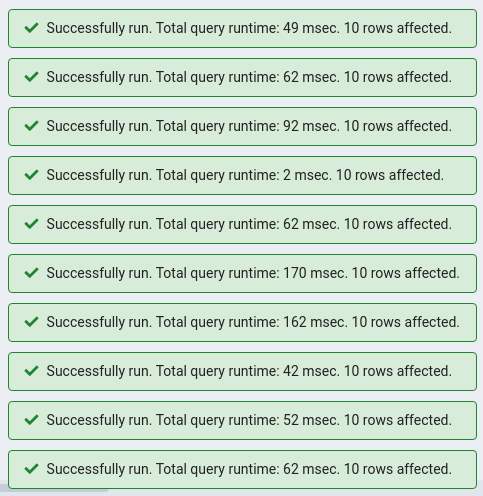 Successfully run. Total query runtime: 49 msec. 10 rows affected.
Successfully run. Total query runtime: 62 msec. 10 rows affected.
Successfully run. Total query runtime: 92 msec. 10 rows affected.
Successfully run. Total query runtime: 2 msec. 10 rows affected.
Successfully run. Total query runtime: 62 msec. 10 rows affected.
Successfully run. Total query runtime: 170 msec. 10 rows affected.
Successfully run. Total query runtime: 162 msec. 10 rows affected.
Successfully run. Total query runtime: 42 msec. 10 rows affected.
Successfully run. Total query runtime: 52 msec. 10 rows affected.
Successfully run. Total query runtime: 62 msec. 10 rows affected.